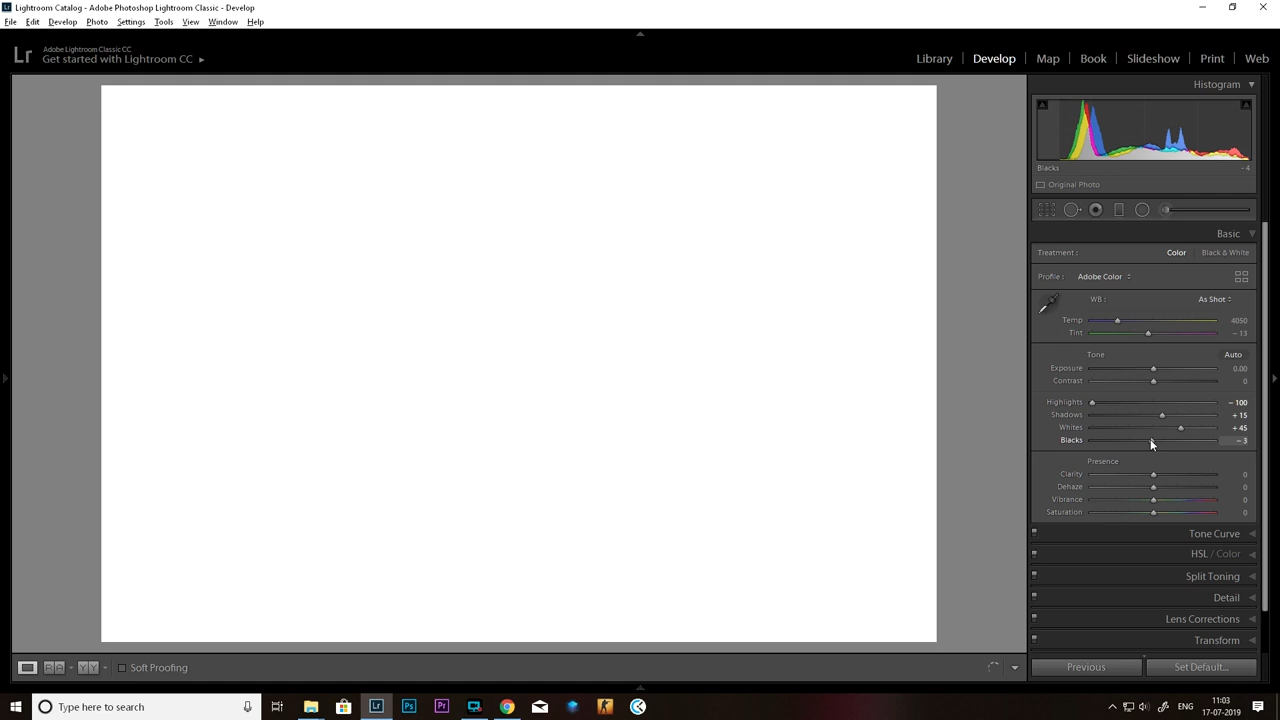 Lightroom Catalog - Adobe Photoshop Lightroom Classic - Develop
File Edit Develop Photo Settings Tools View Window Help
Lr
Adobe Lightroom Classic CC
Get started with Lightroom CC
Library Develop Map Book Slideshow Print Web
Histogram
Blacks - 4
Original Photo
Basic
Treatment : Color Black & White
Profile : Adobe Color
WB : As Shot
Temp 4050
Tint - 13
Tone Auto
Exposure 0.00
Contrast 0
Highlights - 100
Shadows + 15
Whites + 45
Blacks - 3
Presence
Clarity 0
Dehaze 0
Vibrance 0
Saturation 0
Tone Curve
HSL / Color
Split Toning
Detail
Lens Corrections
Transform
R A Y Y Soft Proofing
Previous Set Default...
Type here to search
Lr Ps Pr
ENG
11:03
17-07-2019